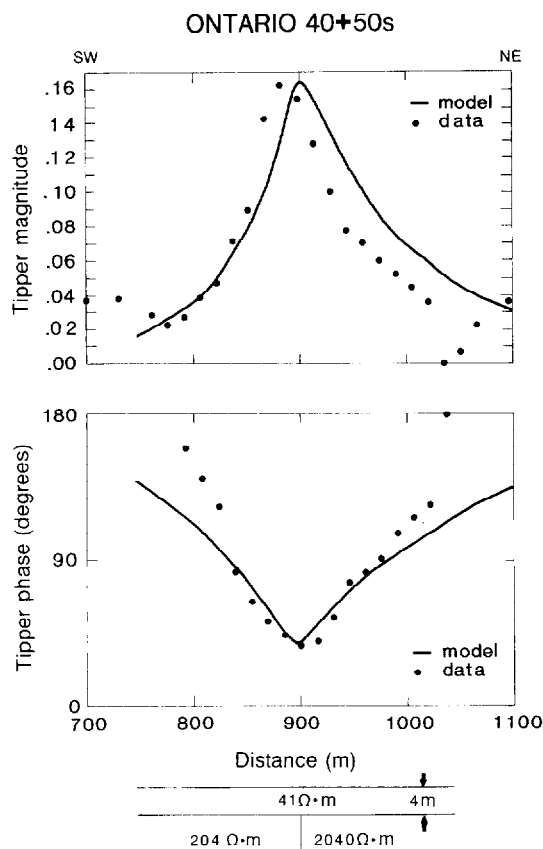 ONTARIO 40+50s
SW
NE
.16
14
.12
.10
.08
.06
.04
.02
.00
Tipper magnitude
model
data
180
90
0
Tipper phase (degrees)
model
data
700
800
900
1000
1100
Distance (m)
41Ω·m
4m
204 Ω·m
2040Ω·m